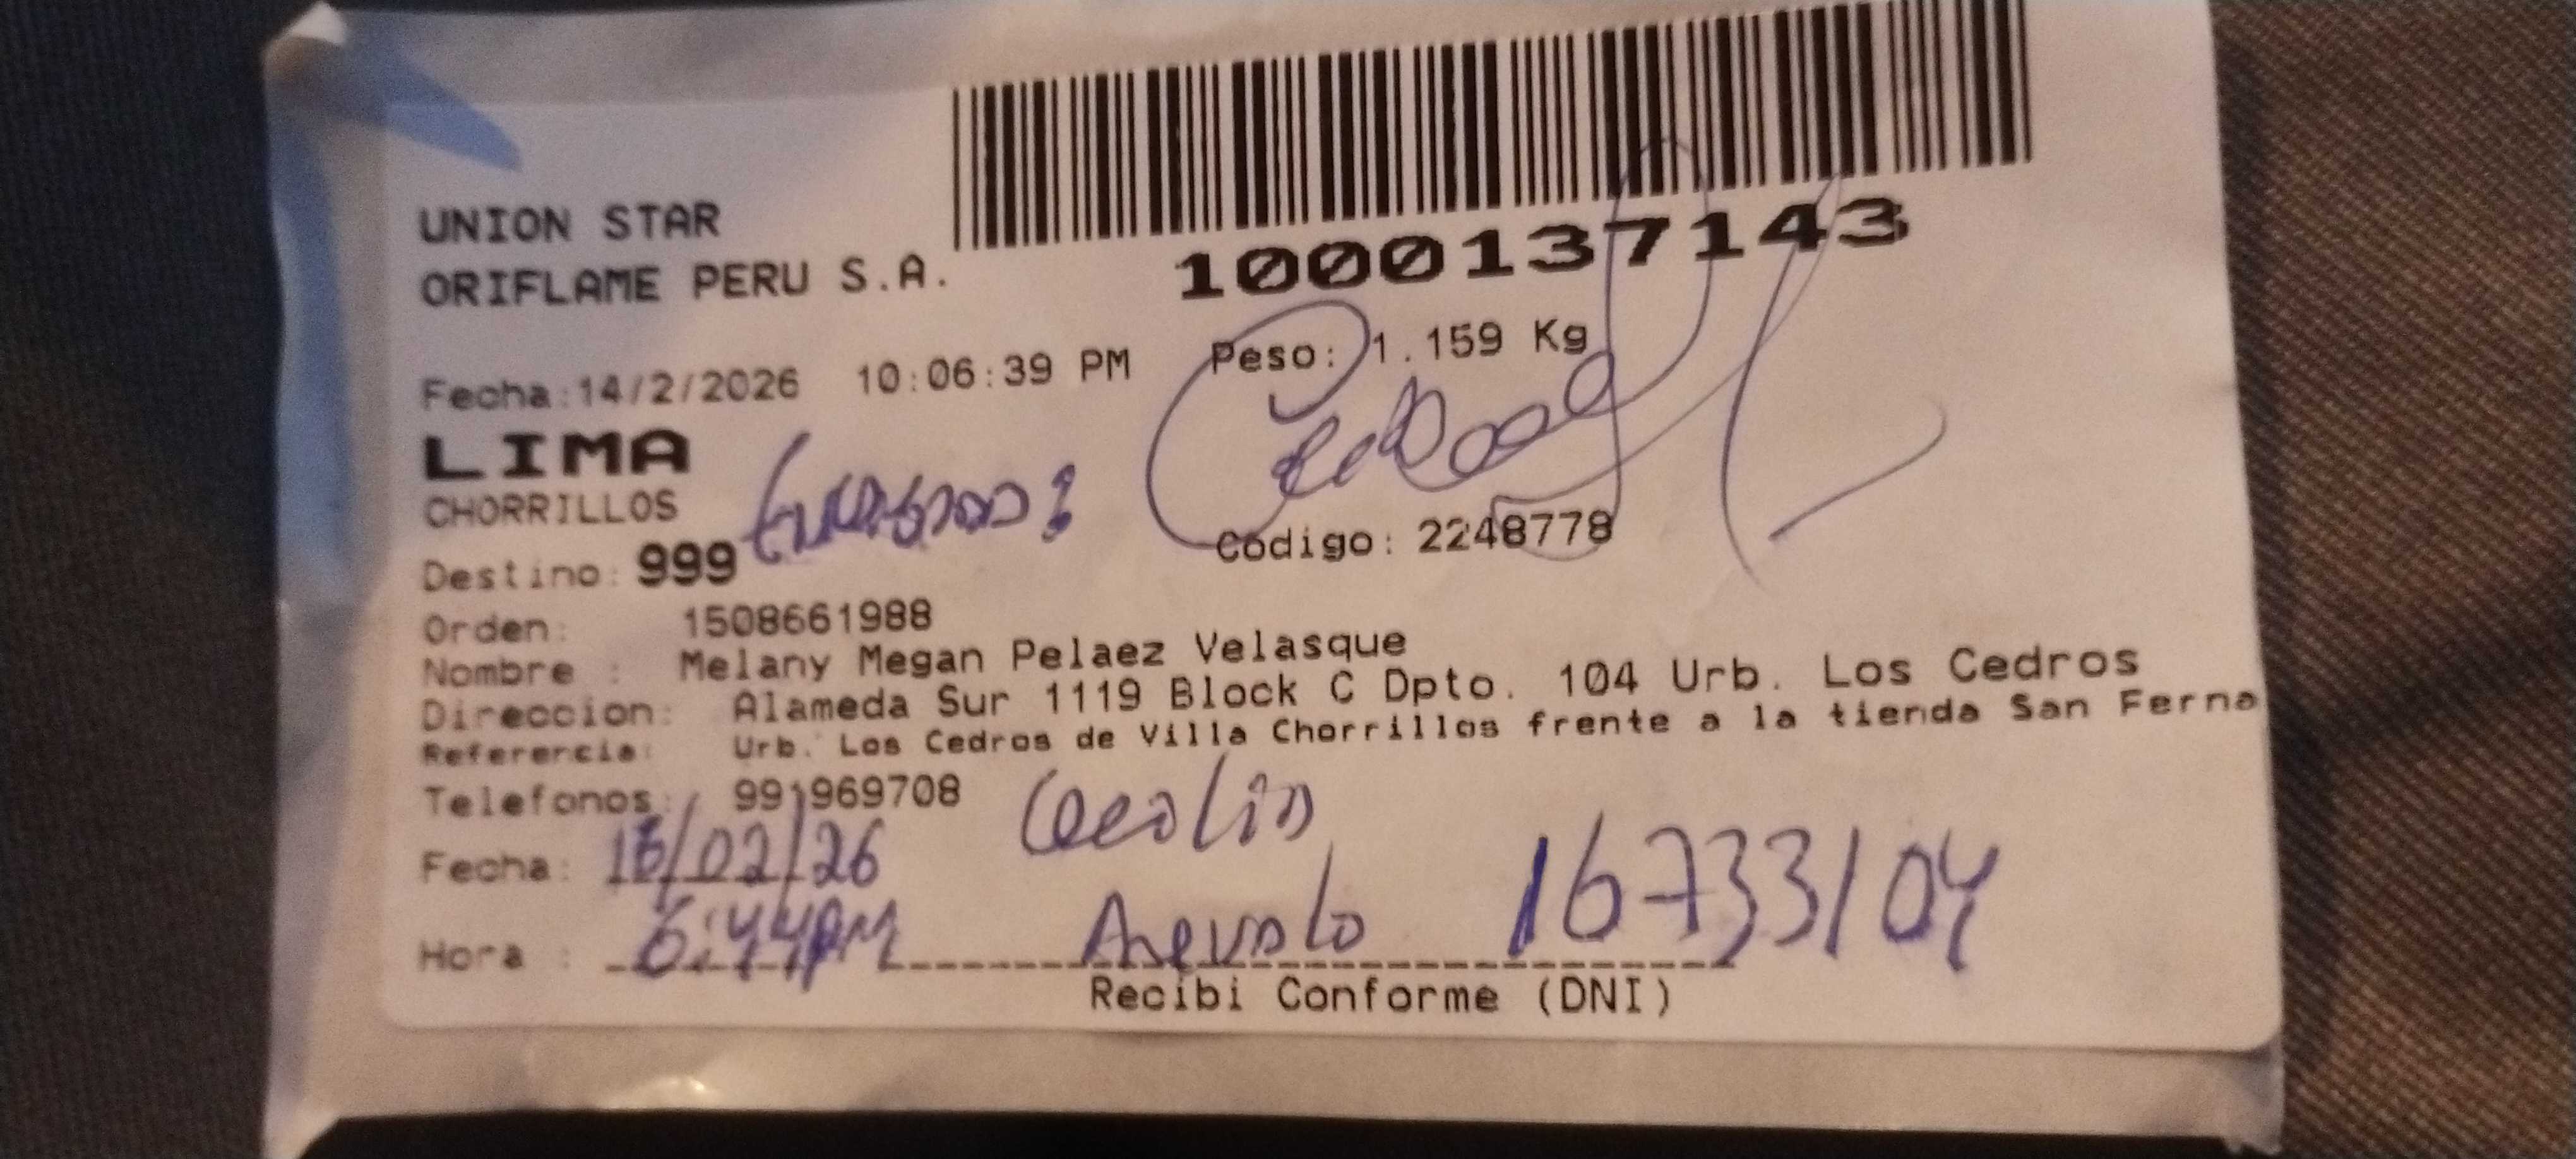 1000137143
UNION STAR
ORIFLAME PERU S.A.
Fecha:14/2/2026 10:06:39 PM Peso: 1.159 Kg
LIMA
CHORRILLOS
Destino: 999 Codigo: 2248778
Orden: 1508661988
Nombre : Melany Megan Pelaez Velasque
Direccion: Alameda Sur 1119 Block C Dpto. 104 Urb. Los Cedros
Referencia: Urb. Los Cedros de Villa Chorrillos frente a la tienda San Ferna
Telefonos: 991969708
Cecolia
Fecha: 16/02/26
Hora : 6:44PM Arevalo 16733104
Recibi Conforme (DNI)